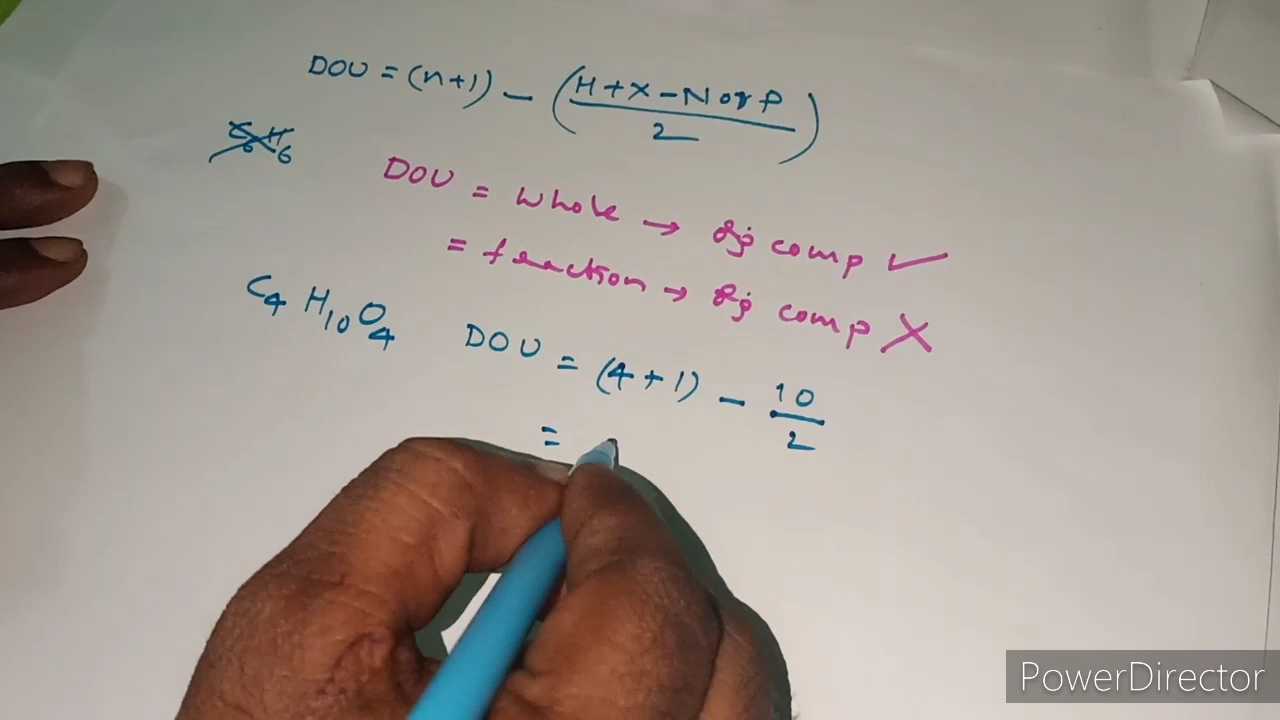 DOU = (n+1) - (H+X-N or P / 2)
C6H6
DOU = whole → Org comp ✓
= fraction → Org comp X
C4H10O4 DOU = (4+1) - 10/2
=
PowerDirector